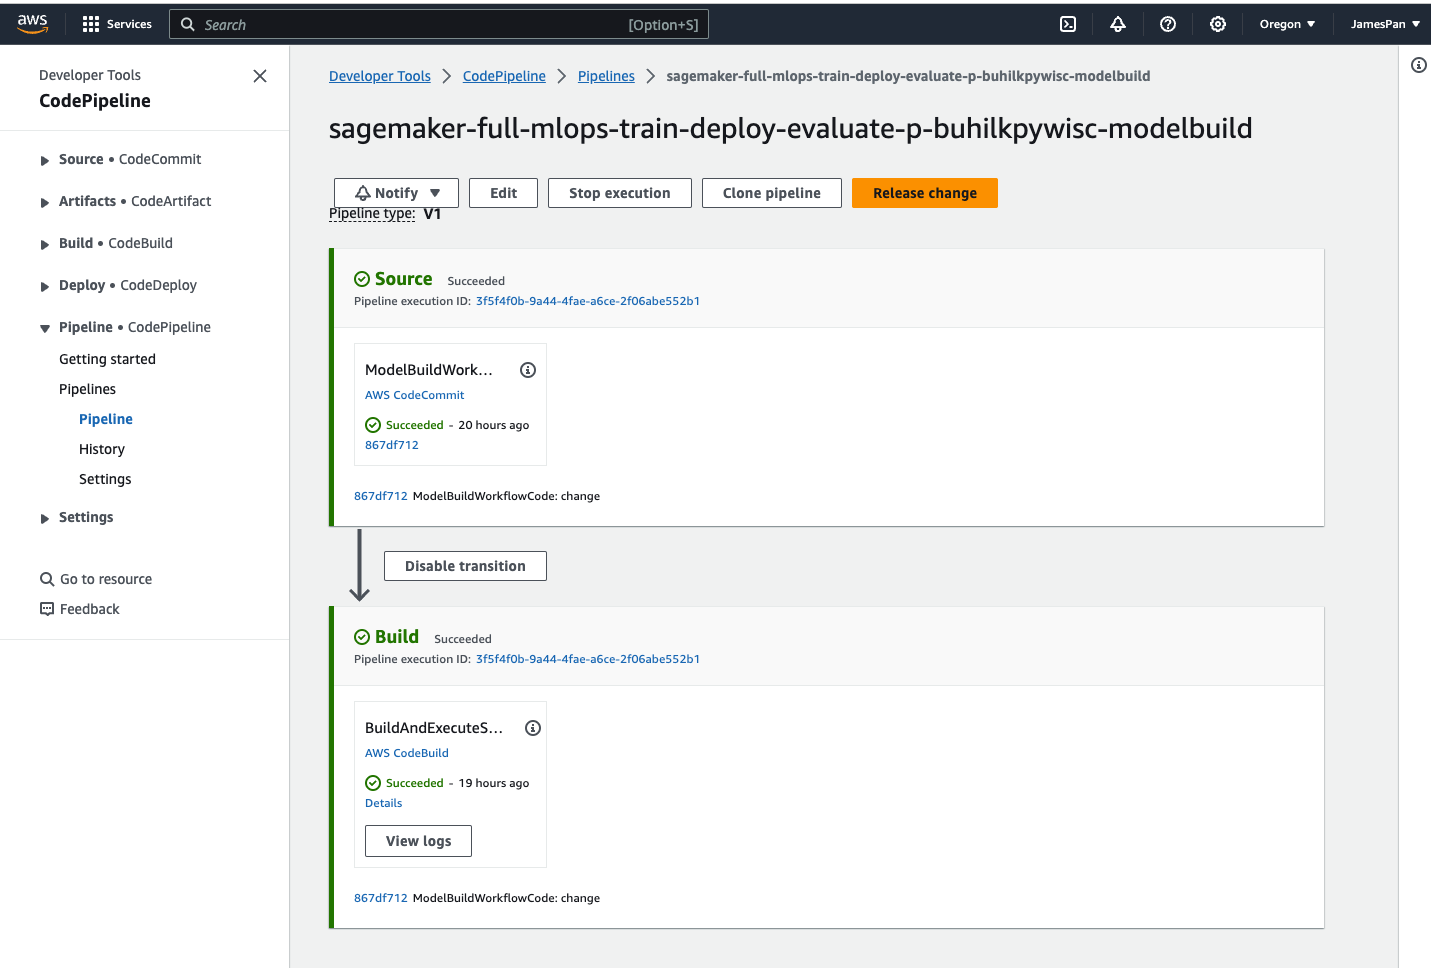 aws
Services
Search
[Option+S]
Oregon
JamesPan
Developer Tools
CodePipeline
Source • CodeCommit
Artifacts • CodeArtifact
Build • CodeBuild
Deploy • CodeDeploy
Pipeline • CodePipeline
Getting started
Pipelines
Pipeline
History
Settings
Settings
Go to resource
Feedback
Developer Tools
CodePipeline
Pipelines
sagemaker-full-mlops-train-deploy-evaluate-p-buhilkpywisc-modelbuild
sagemaker-full-mlops-train-deploy-evaluate-p-buhilkpywisc-modelbuild
Notify
Edit
Stop execution
Clone pipeline
Release change
Pipeline type: V1
Source Succeeded
Pipeline execution ID: 3f5f4f0b-9a44-4fae-a6ce-2f06abe552b1
ModelBuildWork...
AWS CodeCommit
Succeeded - 20 hours ago
867df712
867df712 ModelBuildWorkflowCode: change
Disable transition
Build Succeeded
Pipeline execution ID: 3f5f4f0b-9a44-4fae-a6ce-2f06abe552b1
BuildAndExecuteS...
AWS CodeBuild
Succeeded - 19 hours ago
Details
View logs
867df712 ModelBuildWorkflowCode: change